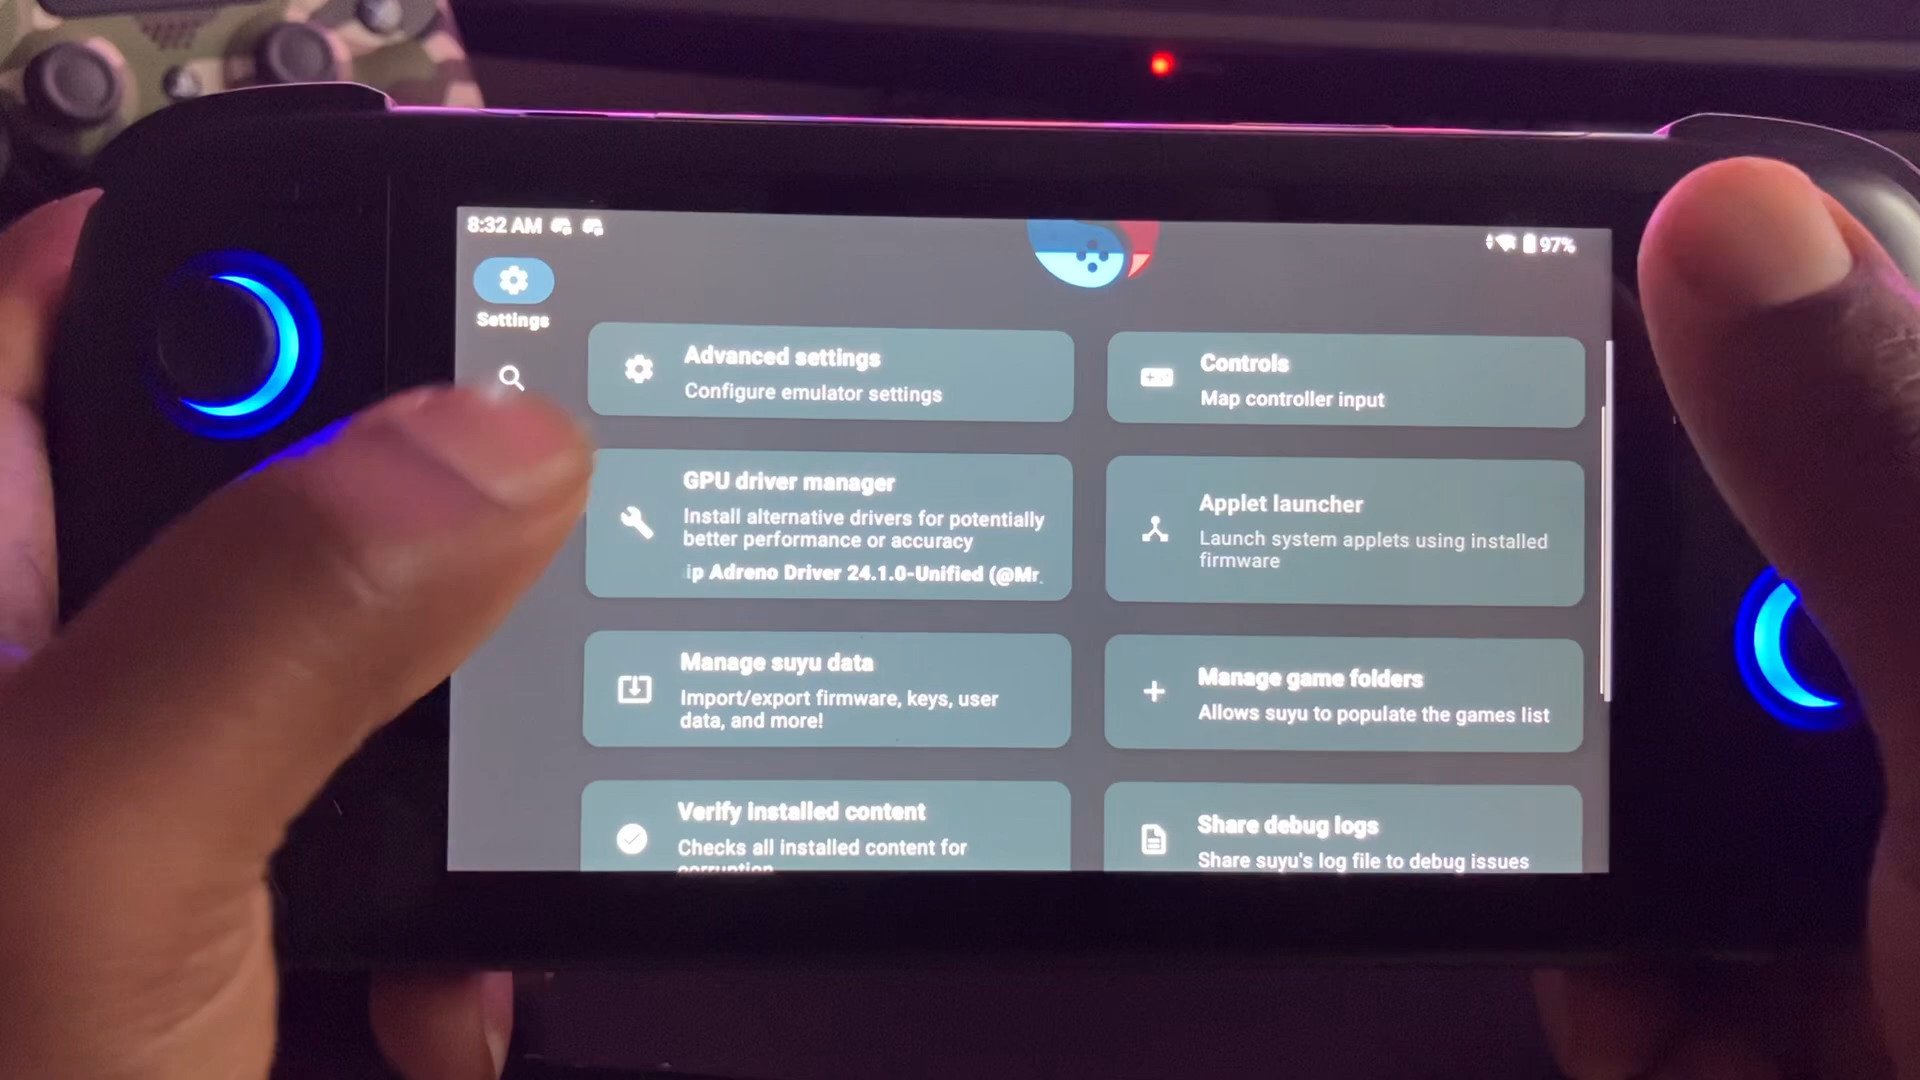 8:32 AM
97%
Settings
Advanced settings
Configure emulator settings
Controls
Map controller input
GPU driver manager
Install alternative drivers for potentially
better performance or accuracy
ip Adreno Driver 24.1.0-Unified (@Mr.
Applet launcher
Launch system applets using installed
firmware
Manage suyu data
Import/export firmware, keys, user
data, and more!
Manage game folders
Allows suyu to populate the games list
Verify installed content
Checks all installed content for
corruption
Share debug logs
Share suyu's log file to debug issues